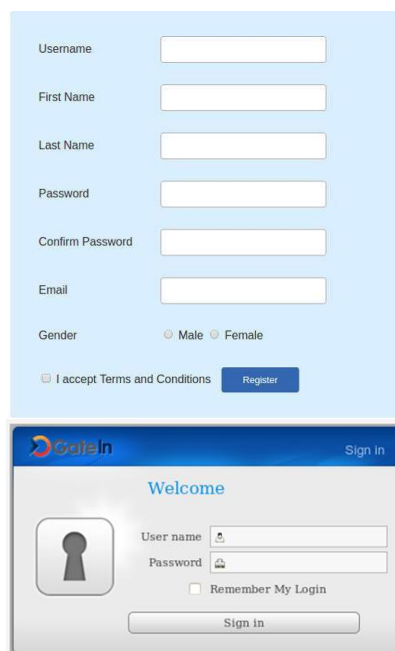 Username
First Name
Last Name
Password
Confirm Password
Email
Gender Male Female
I accept Terms and Conditions Register
GateIn Sign in
Welcome
User name
Password
Remember My Login
Sign in